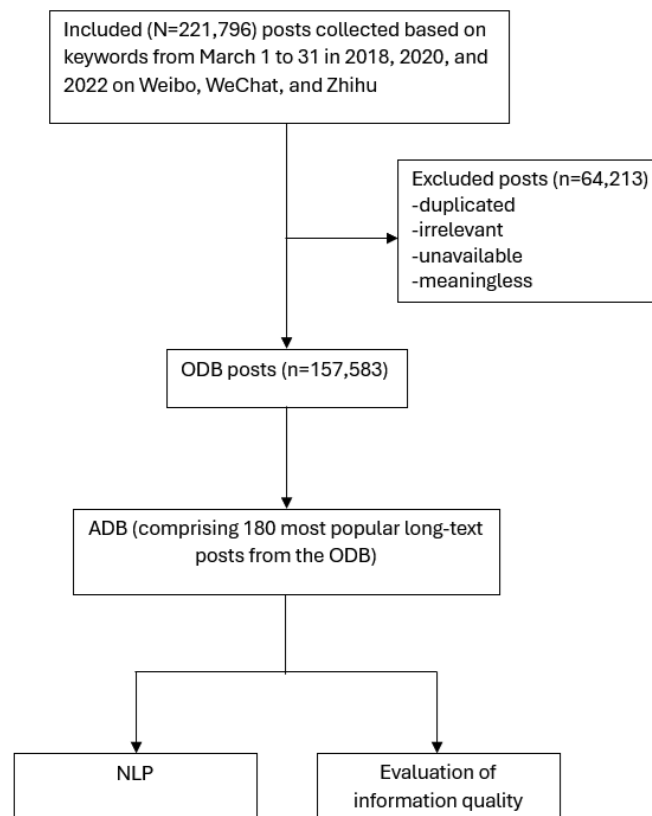 Included (N=221,796) posts collected based on
keywords from March 1 to 31 in 2018, 2020, and
2022 on Weibo, WeChat, and Zhihu
Excluded posts (n=64,213)
-duplicated
-irrelevant
-unavailable
-meaningless
ODB posts (n=157,583)
ADB (comprising 180 most popular long-text
posts from the ODB)
NLP
Evaluation of
information quality